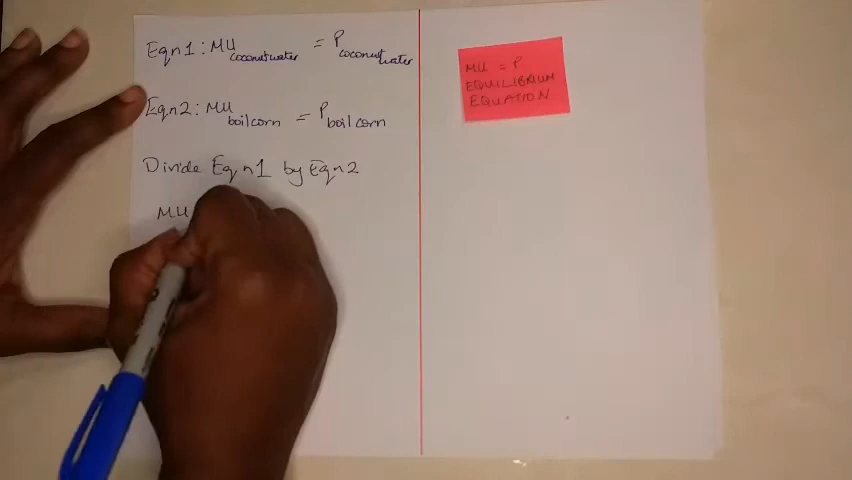 Eqn1: MU coconutwater = P coconutwater
Eqn2: MU boilcorn = P boilcorn
Divide Eqn1 by Eqn2
MU
MU = P
EQUILIBRIUM
EQUATION